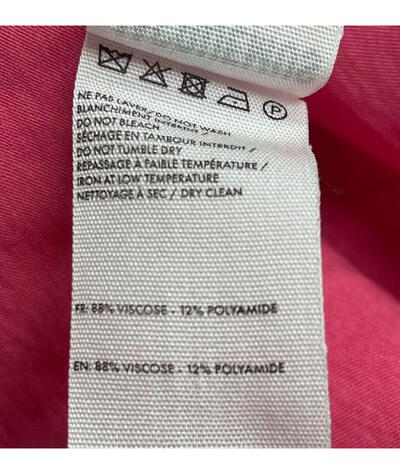 NE PAS LAVER / DO NOT WASH
BLANCHIMENT INTERDIT /
DO NOT BLEACH
SÉCHAGE EN TAMBOUR INTERDIT /
DO NOT TUMBLE DRY
REPASSAGE À FAIBLE TEMPÉRATURE /
IRON AT LOW TEMPERATURE
NETTOYAGE À SEC / DRY CLEAN
FR: 88% VISCOSE - 12% POLYAMIDE
EN: 88% VISCOSE - 12% POLYAMIDE